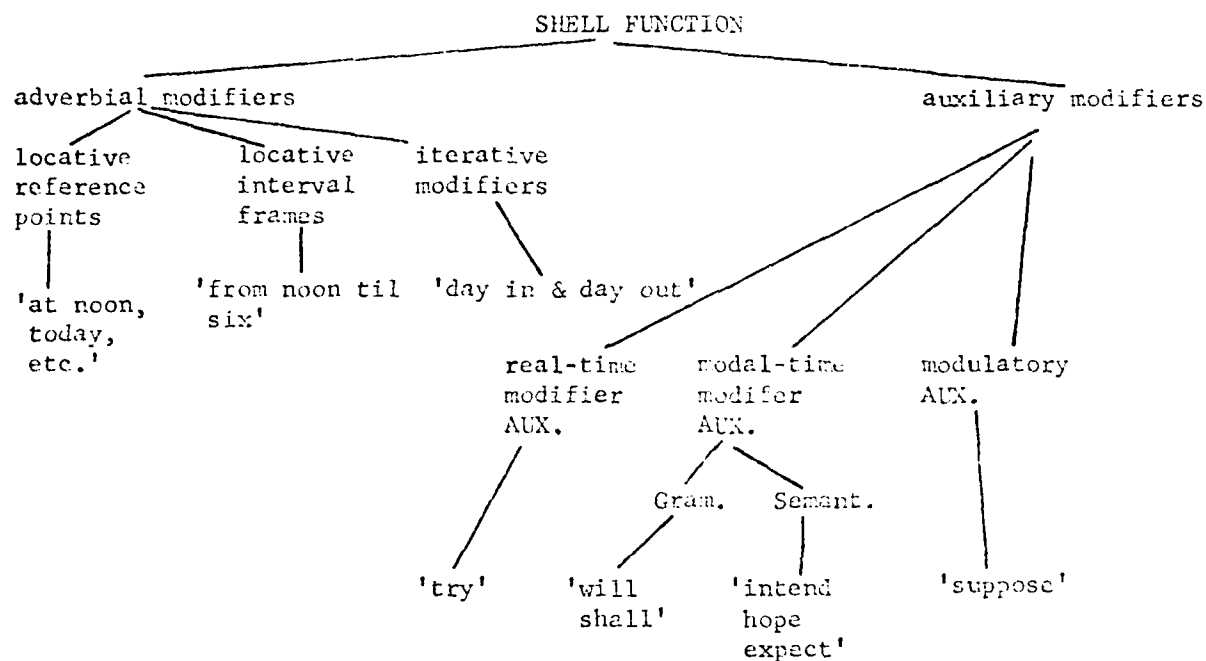 SHELL FUNCTION
adverbial modifiers
auxiliary modifiers
locative
reference
points
locative
interval
frames
iterative
modifiers
'at noon,
today,
etc.'
'from noon til
six'
'day in & day out'
real-time
modifier
AUX.
modal-time
modifer
AUX.
modulatory
AUX.
Gram.
Semant.
'try'
'will
shall'
'intend
hope
expect'
'suppose'